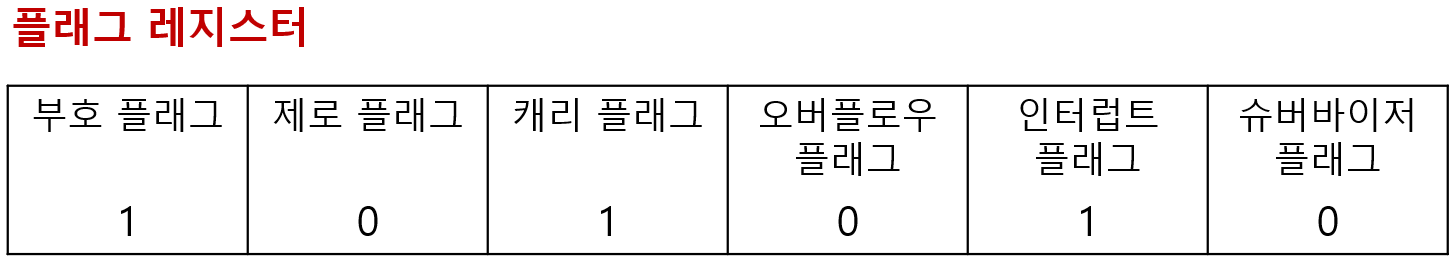 플래그 레지스터
부호 플래그
1
제로 플래그
0
캐리 플래그
1
오버플로우
플래그
0
인터럽트
플래그
1
슈버바이저
플래그
0